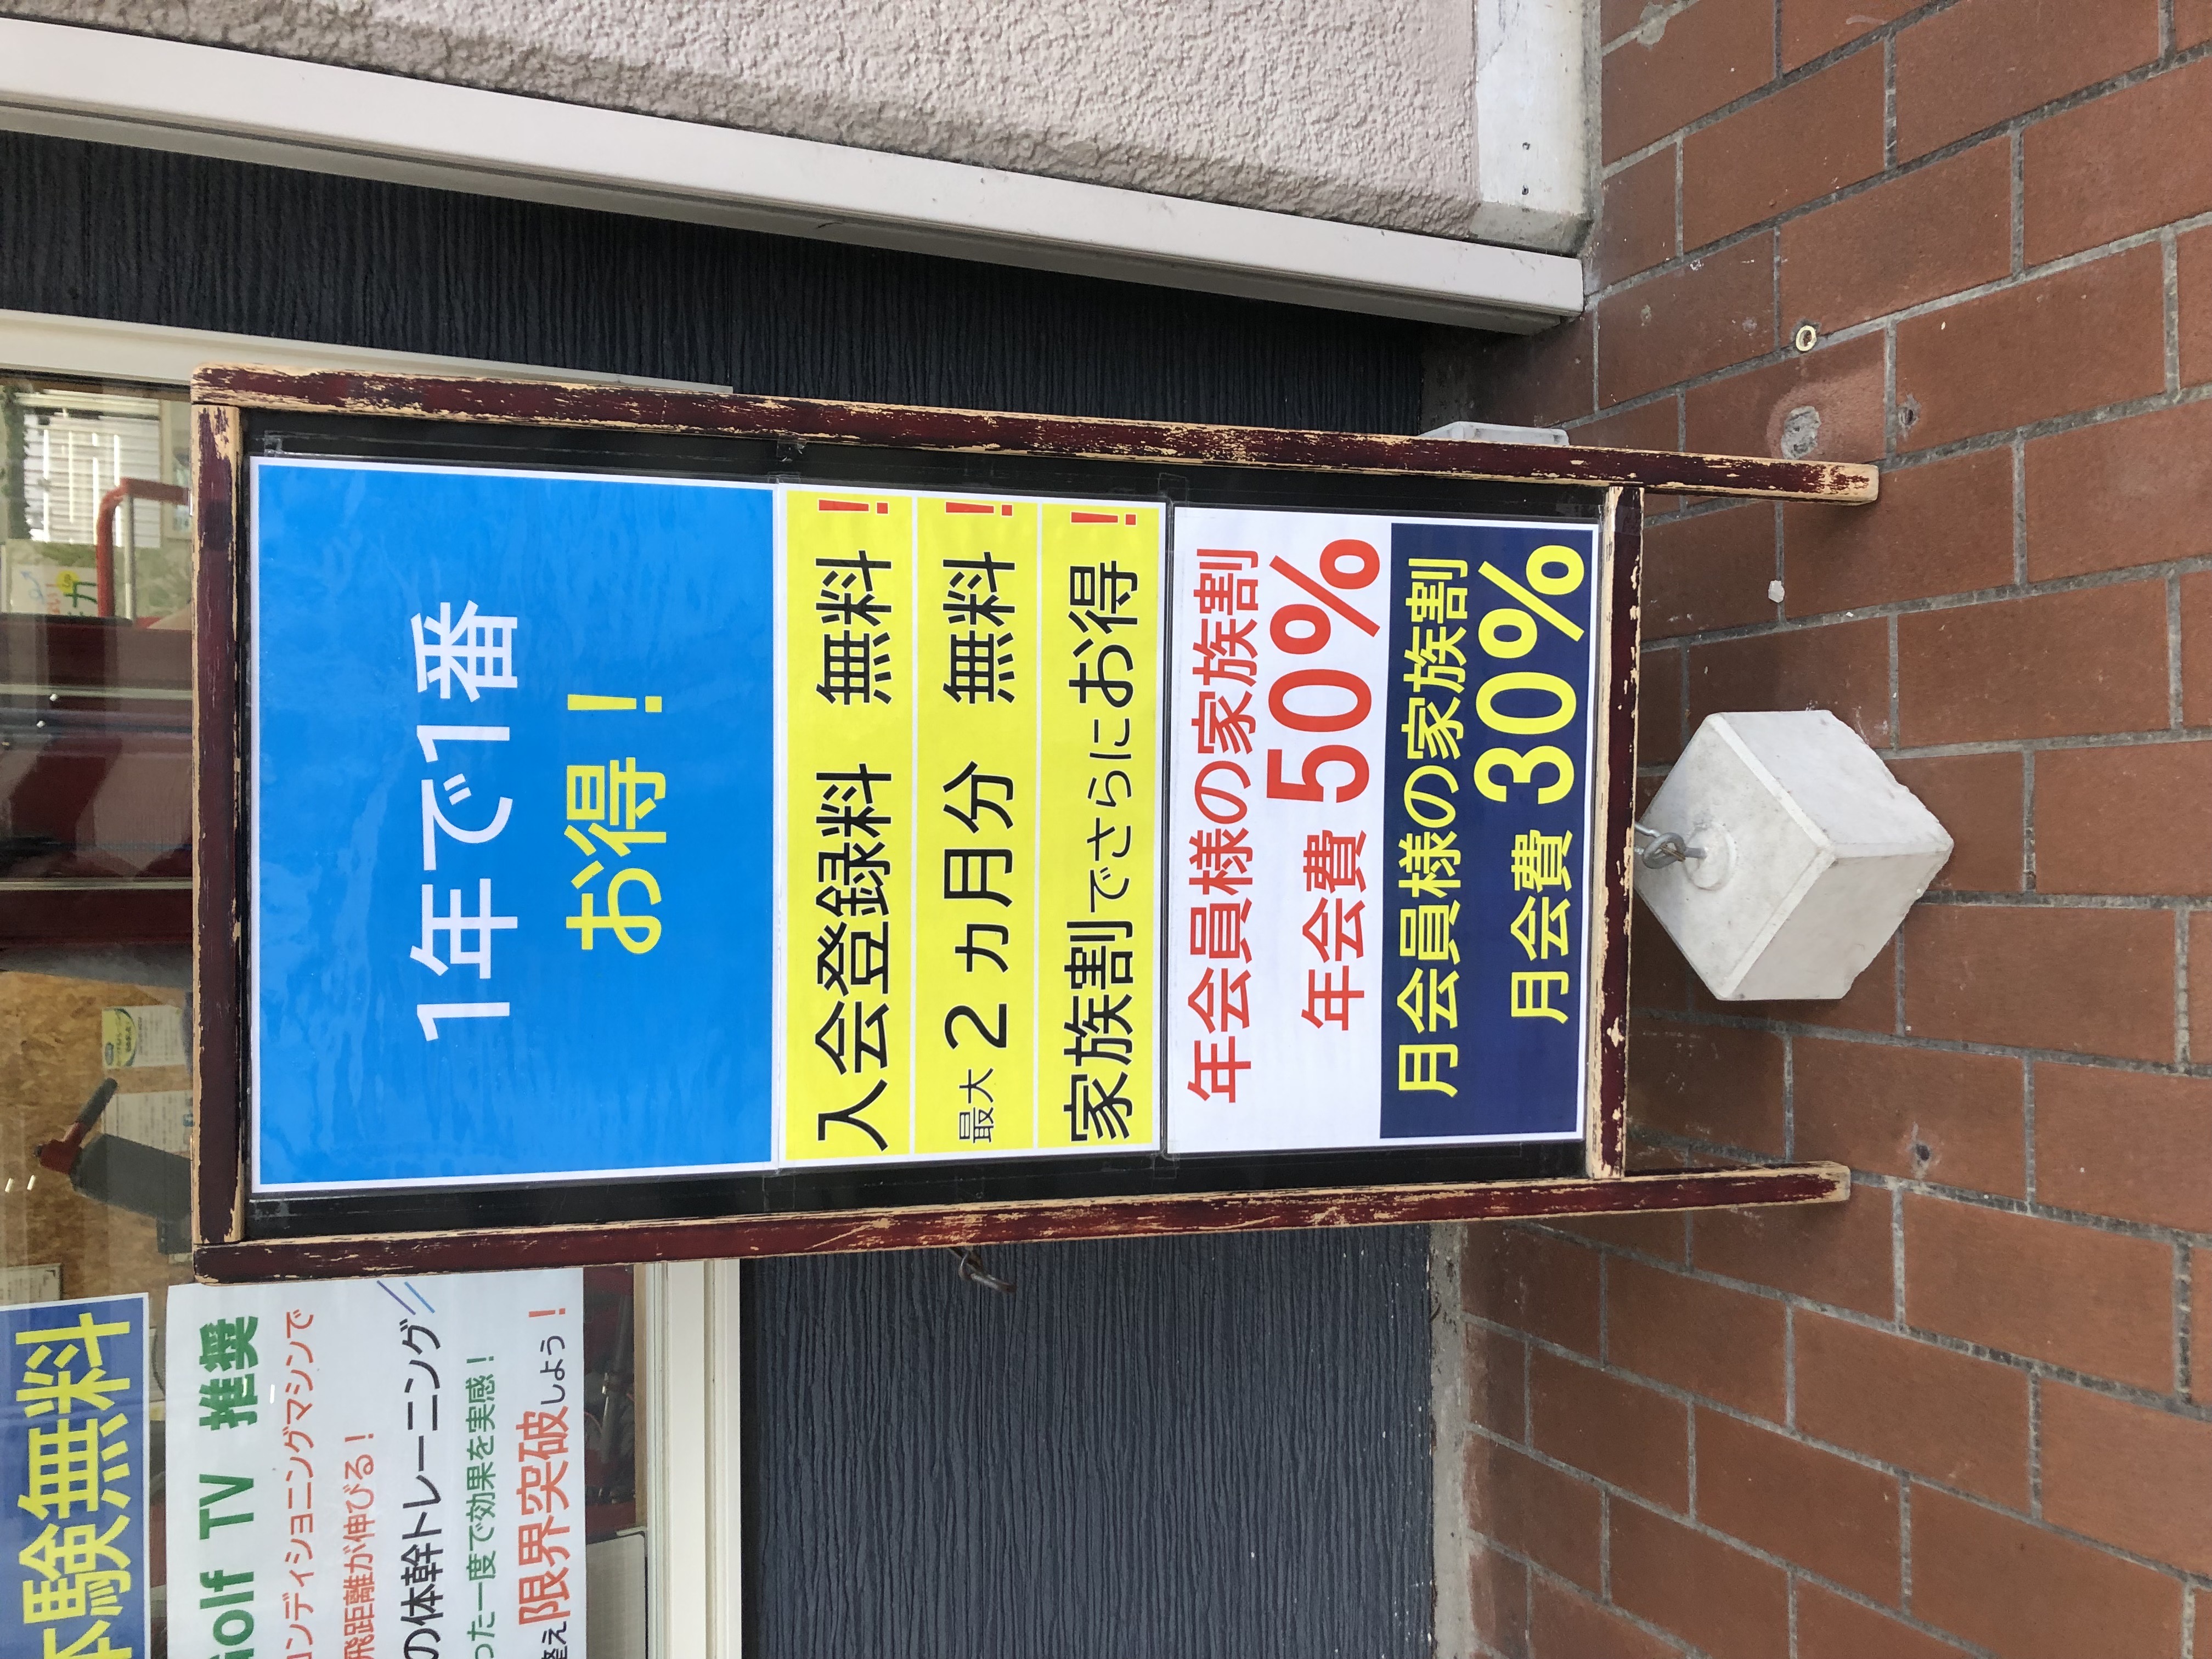 1年で1番
お得！
入会登録料 無料！
最大 2 カ月分 無料！
家族割でさらにお得！
年会員様の家族割
年会費 50%
月会員様の家族割
月会費 30%
験無料
Golf TV 推奨
コンディショニングマシンで
飛距離が伸びる！
の体幹トレーニング
った一度で効果を実感！
整え限界突破しよう！